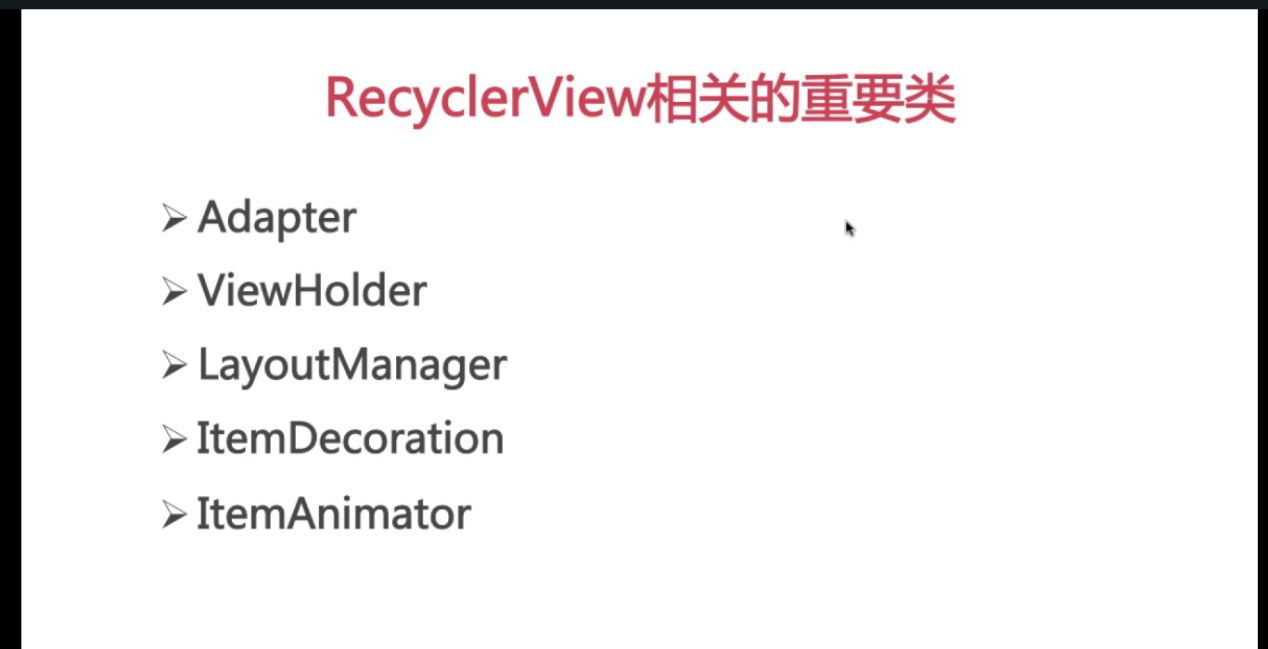 RecyclerView相关的重要类
➢ Adapter
➢ ViewHolder
➢ LayoutManager
➢ ItemDecoration
➢ ItemAnimator